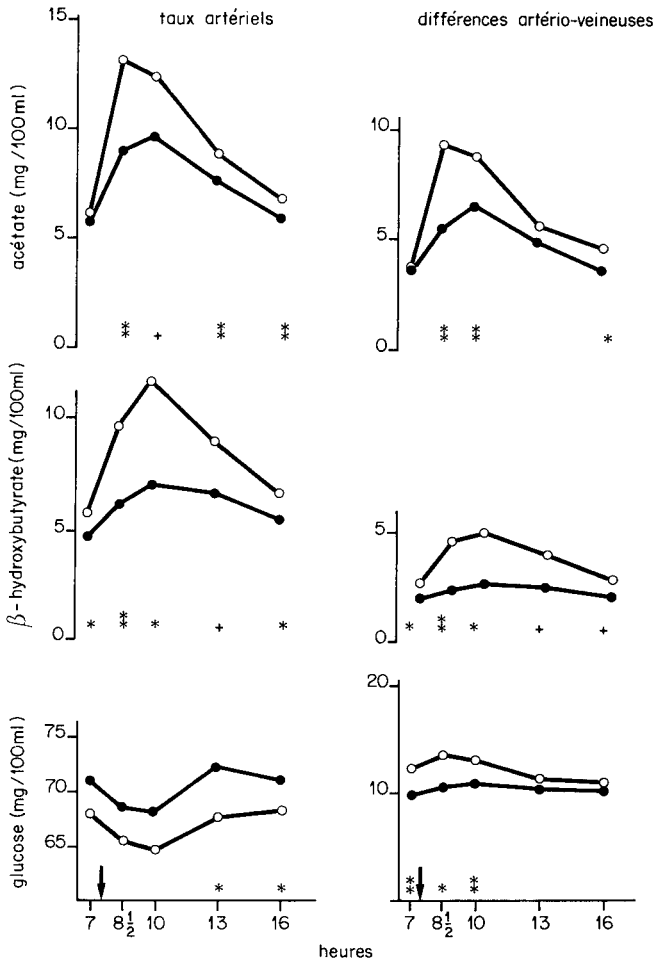 taux artériels
différences artério-veineuses
acétate (mg/100ml)
15
10
5
0
** + ** **
10
5
0
** ** *
β-hydroxybutyrate (mg/100ml)
10
5
0
* ** * + *
5
0
* ** * + +
glucose (mg/100ml)
75
70
65
* *
7 8½ 10 13 16
20
10
** * **
7 8½ 10 13 16
heures